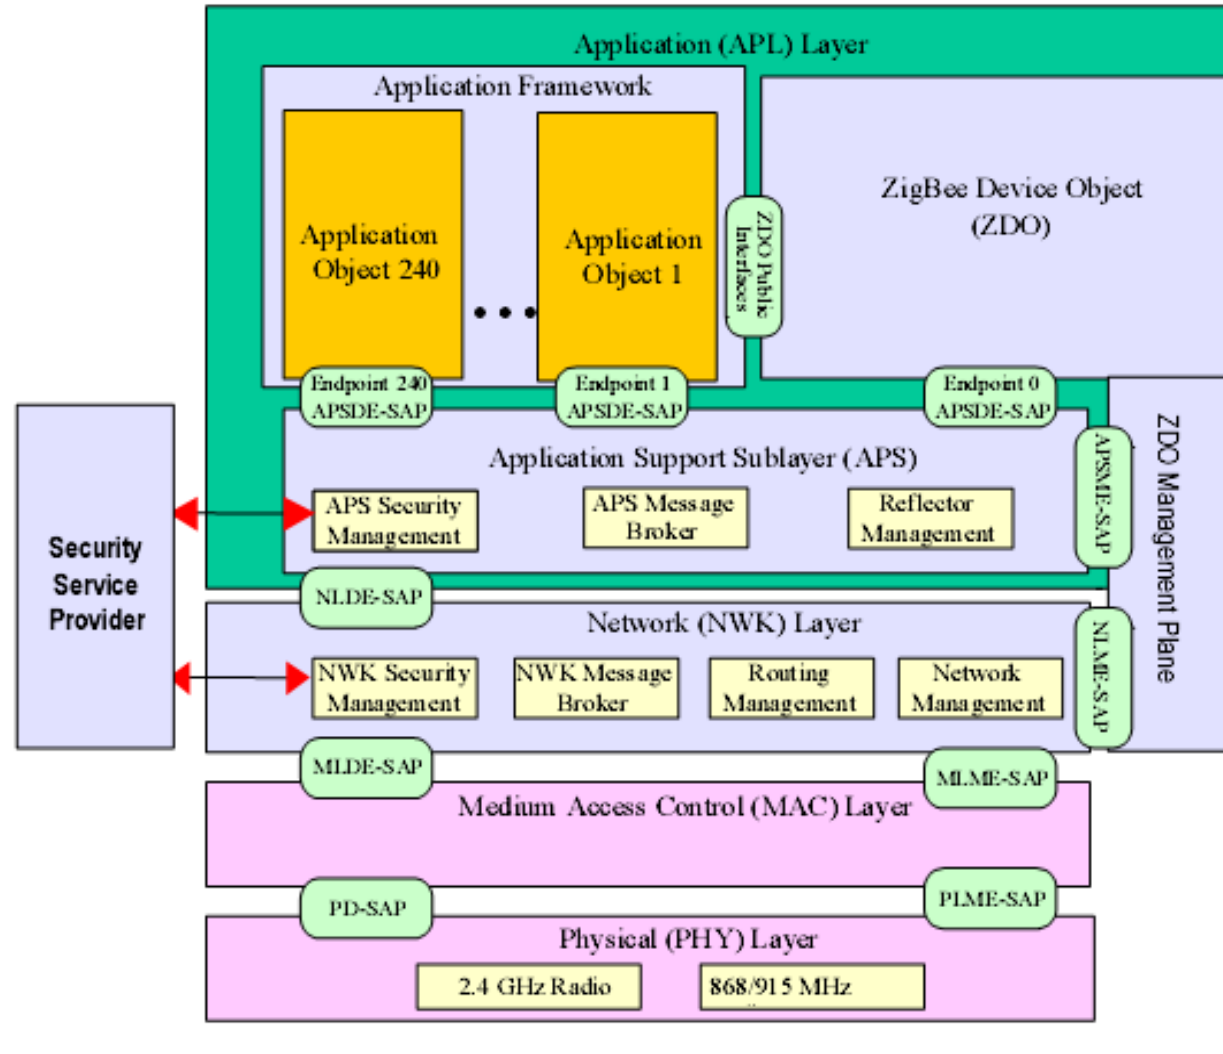 Application (APL) Layer
Application Framework
Application
Object 240
Application
Object 1
ZDO Public
Interfaces
ZigBee Device Object
(ZDO)
Endpoint 240
APSDE-SAP
Endpoint 1
APSDE-SAP
Endpoint 0
APSDE-SAP
Application Support Sublayer (APS)
APS Security
Management
APS Message
Broker
Reflector
Management
APSME-SAP
ZDO Management Plane
Security
Service
Provider
NLDE-SAP
Network (NWK) Layer
NWK Security
Management
NWK Message
Broker
Routing
Management
Network
Management
NLME-SAP
MLDE-SAP
MLME-SAP
Medium Access Control (MAC) Layer
PD-SAP
PLME-SAP
Physical (PHY) Layer
2.4 GHz Radio
868/915 MHz